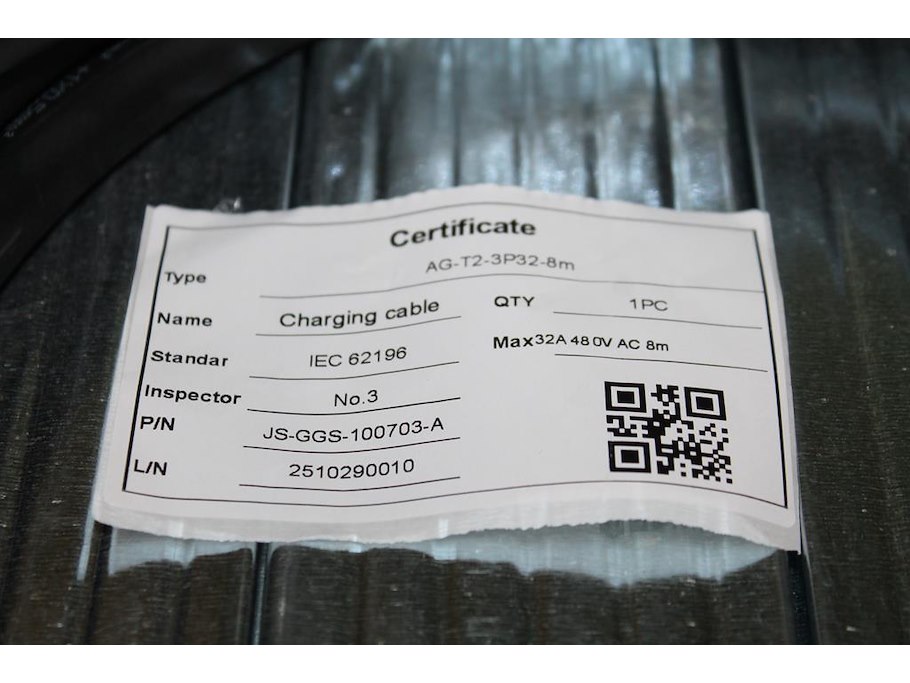 Certificate
Type AG-T2-3P32-8m
Name Charging cable QTY 1PC
Standar IEC 62196 Max32A 480V AC 8m
Inspector No.3
P/N JS-GGS-100703-A
L/N 2510290010